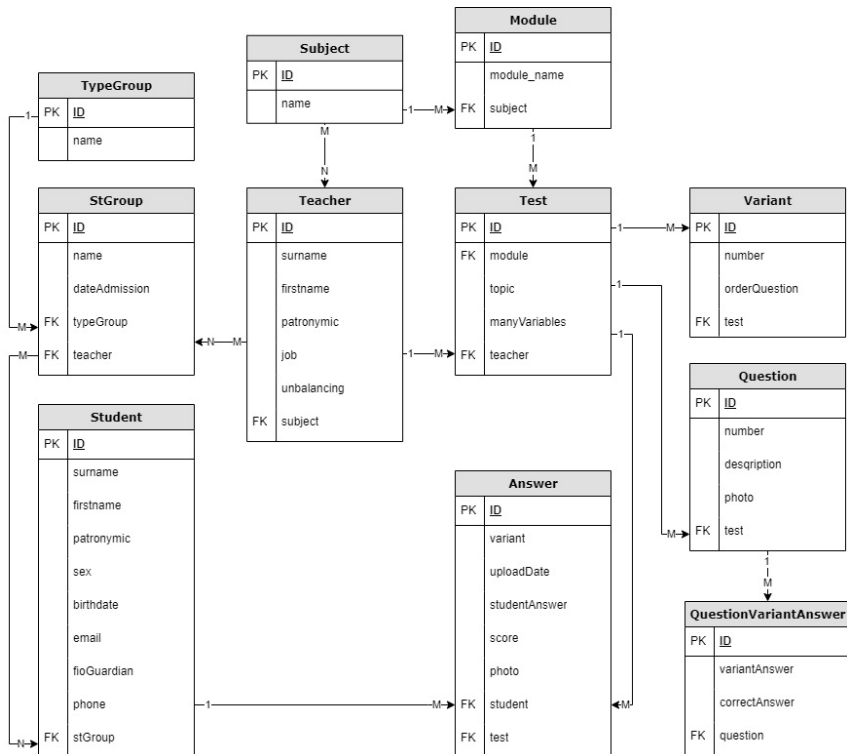 Module
PK ID
module_name
FK subject
Subject
PK ID
name
TypeGroup
PK ID
name
1
1 M
M
N
1
M
StGroup
PK ID
name
dateAdmission
FK typeGroup
FK teacher
Teacher
PK ID
surname
firstname
patronymic
job
unbalancing
FK subject
Test
PK ID
FK module
topic
manyVariables
FK teacher
Variant
PK ID
number
orderQuestion
FK test
1 M
1
1
M
M
N M
1 M
Question
PK ID
number
desqription
photo
FK test
M
1
M
Student
PK ID
surname
firstname
patronymic
sex
birthdate
email
fioGuardian
phone
FK stGroup
N
1 M
M
Answer
PK ID
variant
uploadDate
studentAnswer
score
photo
FK student
FK test
QuestionVariantAnswer
PK ID
variantAnswer
correctAnswer
FK question